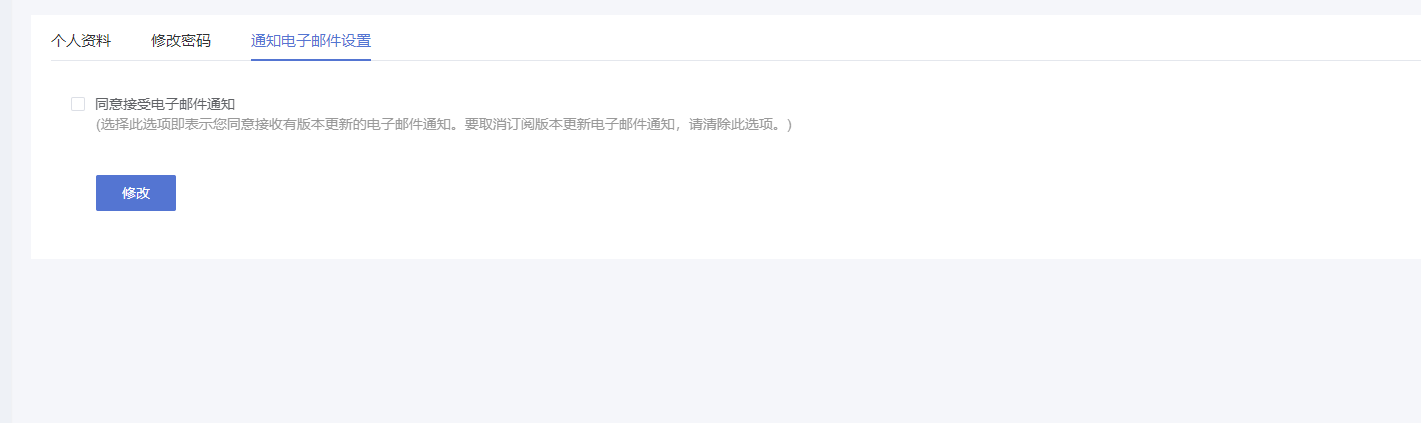 个人资料 修改密码 通知电子邮件设置
同意接受电子邮件通知
(选择此选项即表示您同意接收有版本更新的电子邮件通知。要取消订阅版本更新电子邮件通知，请清除此选项。)
修改